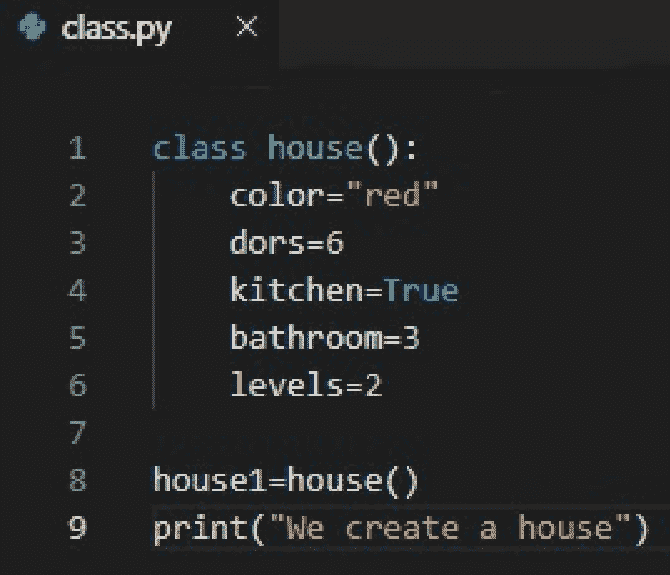 class.py
1 class house():
2 color="red"
3 dors=6
4 kitchen=True
5 bathroom=3
6 levels=2
7
8 house1=house()
9 print("We create a house")